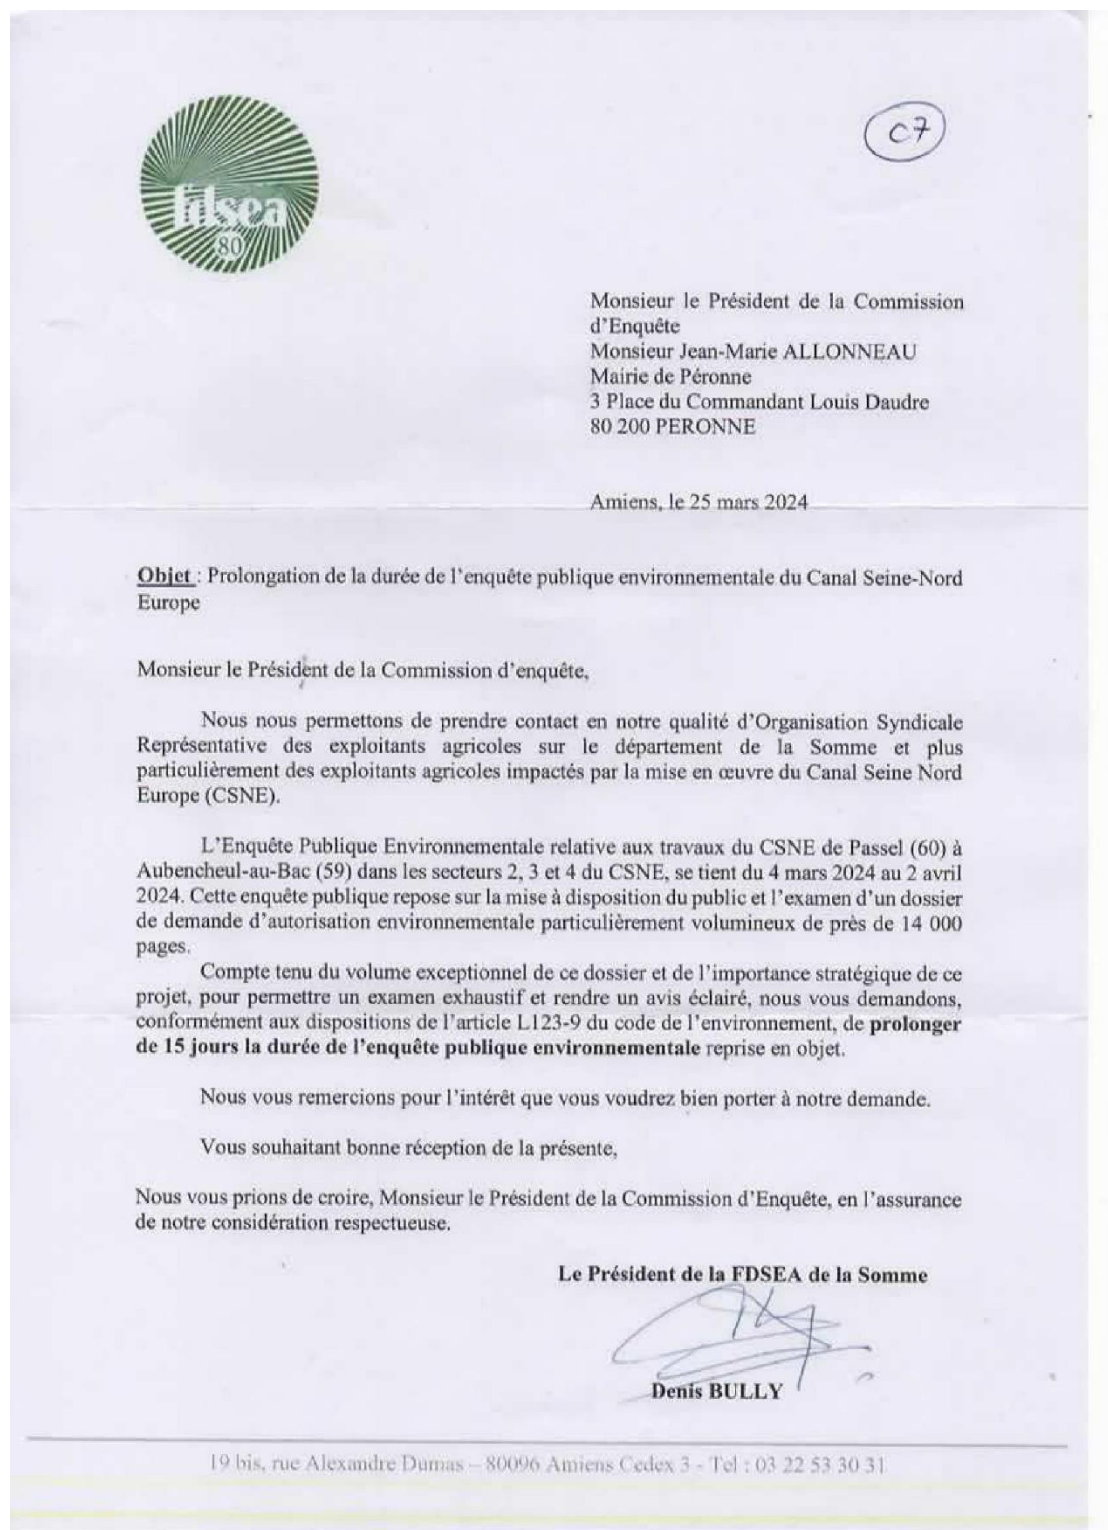 C7
fdsea
80
Monsieur le Président de la Commission
d'Enquête
Monsieur Jean-Marie ALLONNEAU
Mairie de Péronne
3 Place du Commandant Louis Daudre
80 200 PERONNE
Amiens, le 25 mars 2024
Objet : Prolongation de la durée de l'enquête publique environnementale du Canal Seine-Nord
Europe
Monsieur le Président de la Commission d'enquête,
Nous nous permettons de prendre contact en notre qualité d'Organisation Syndicale
Représentative des exploitants agricoles sur le département de la Somme et plus
particulièrement des exploitants agricoles impactés par la mise en œuvre du Canal Seine Nord
Europe (CSNE).
L'Enquête Publique Environnementale relative aux travaux du CSNE de Passel (60) à
Aubencheul-au-Bac (59) dans les secteurs 2, 3 et 4 du CSNE, se tient du 4 mars 2024 au 2 avril
2024. Cette enquête publique repose sur la mise à disposition du public et l'examen d'un dossier
de demande d'autorisation environnementale particulièrement volumineux de près de 14 000
pages.
Compte tenu du volume exceptionnel de ce dossier et de l'importance stratégique de ce
projet, pour permettre un examen exhaustif et rendre un avis éclairé, nous vous demandons,
conformément aux dispositions de l'article L123-9 du code de l'environnement, de prolonger
de 15 jours la durée de l'enquête publique environnementale reprise en objet.
Nous vous remercions pour l'intérêt que vous voudrez bien porter à notre demande.
Vous souhaitant bonne réception de la présente,
Nous vous prions de croire, Monsieur le Président de la Commission d'Enquête, en l'assurance
de notre considération respectueuse.
Le Président de la FDSEA de la Somme
Denis BULLY
19 bis, rue Alexandre Dumas – 80096 Amiens Cedex 3 - Tel : 03 22 53 30 31